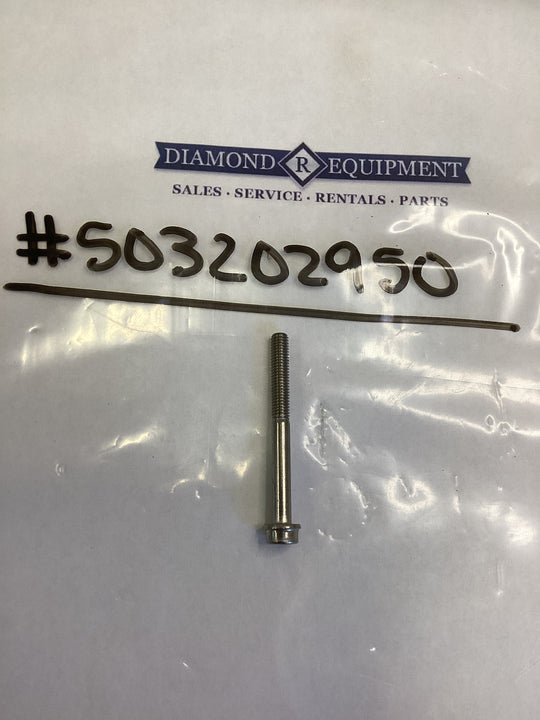 DIAMOND R EQUIPMENT
SALES · SERVICE · RENTALS · PARTS
#503202950